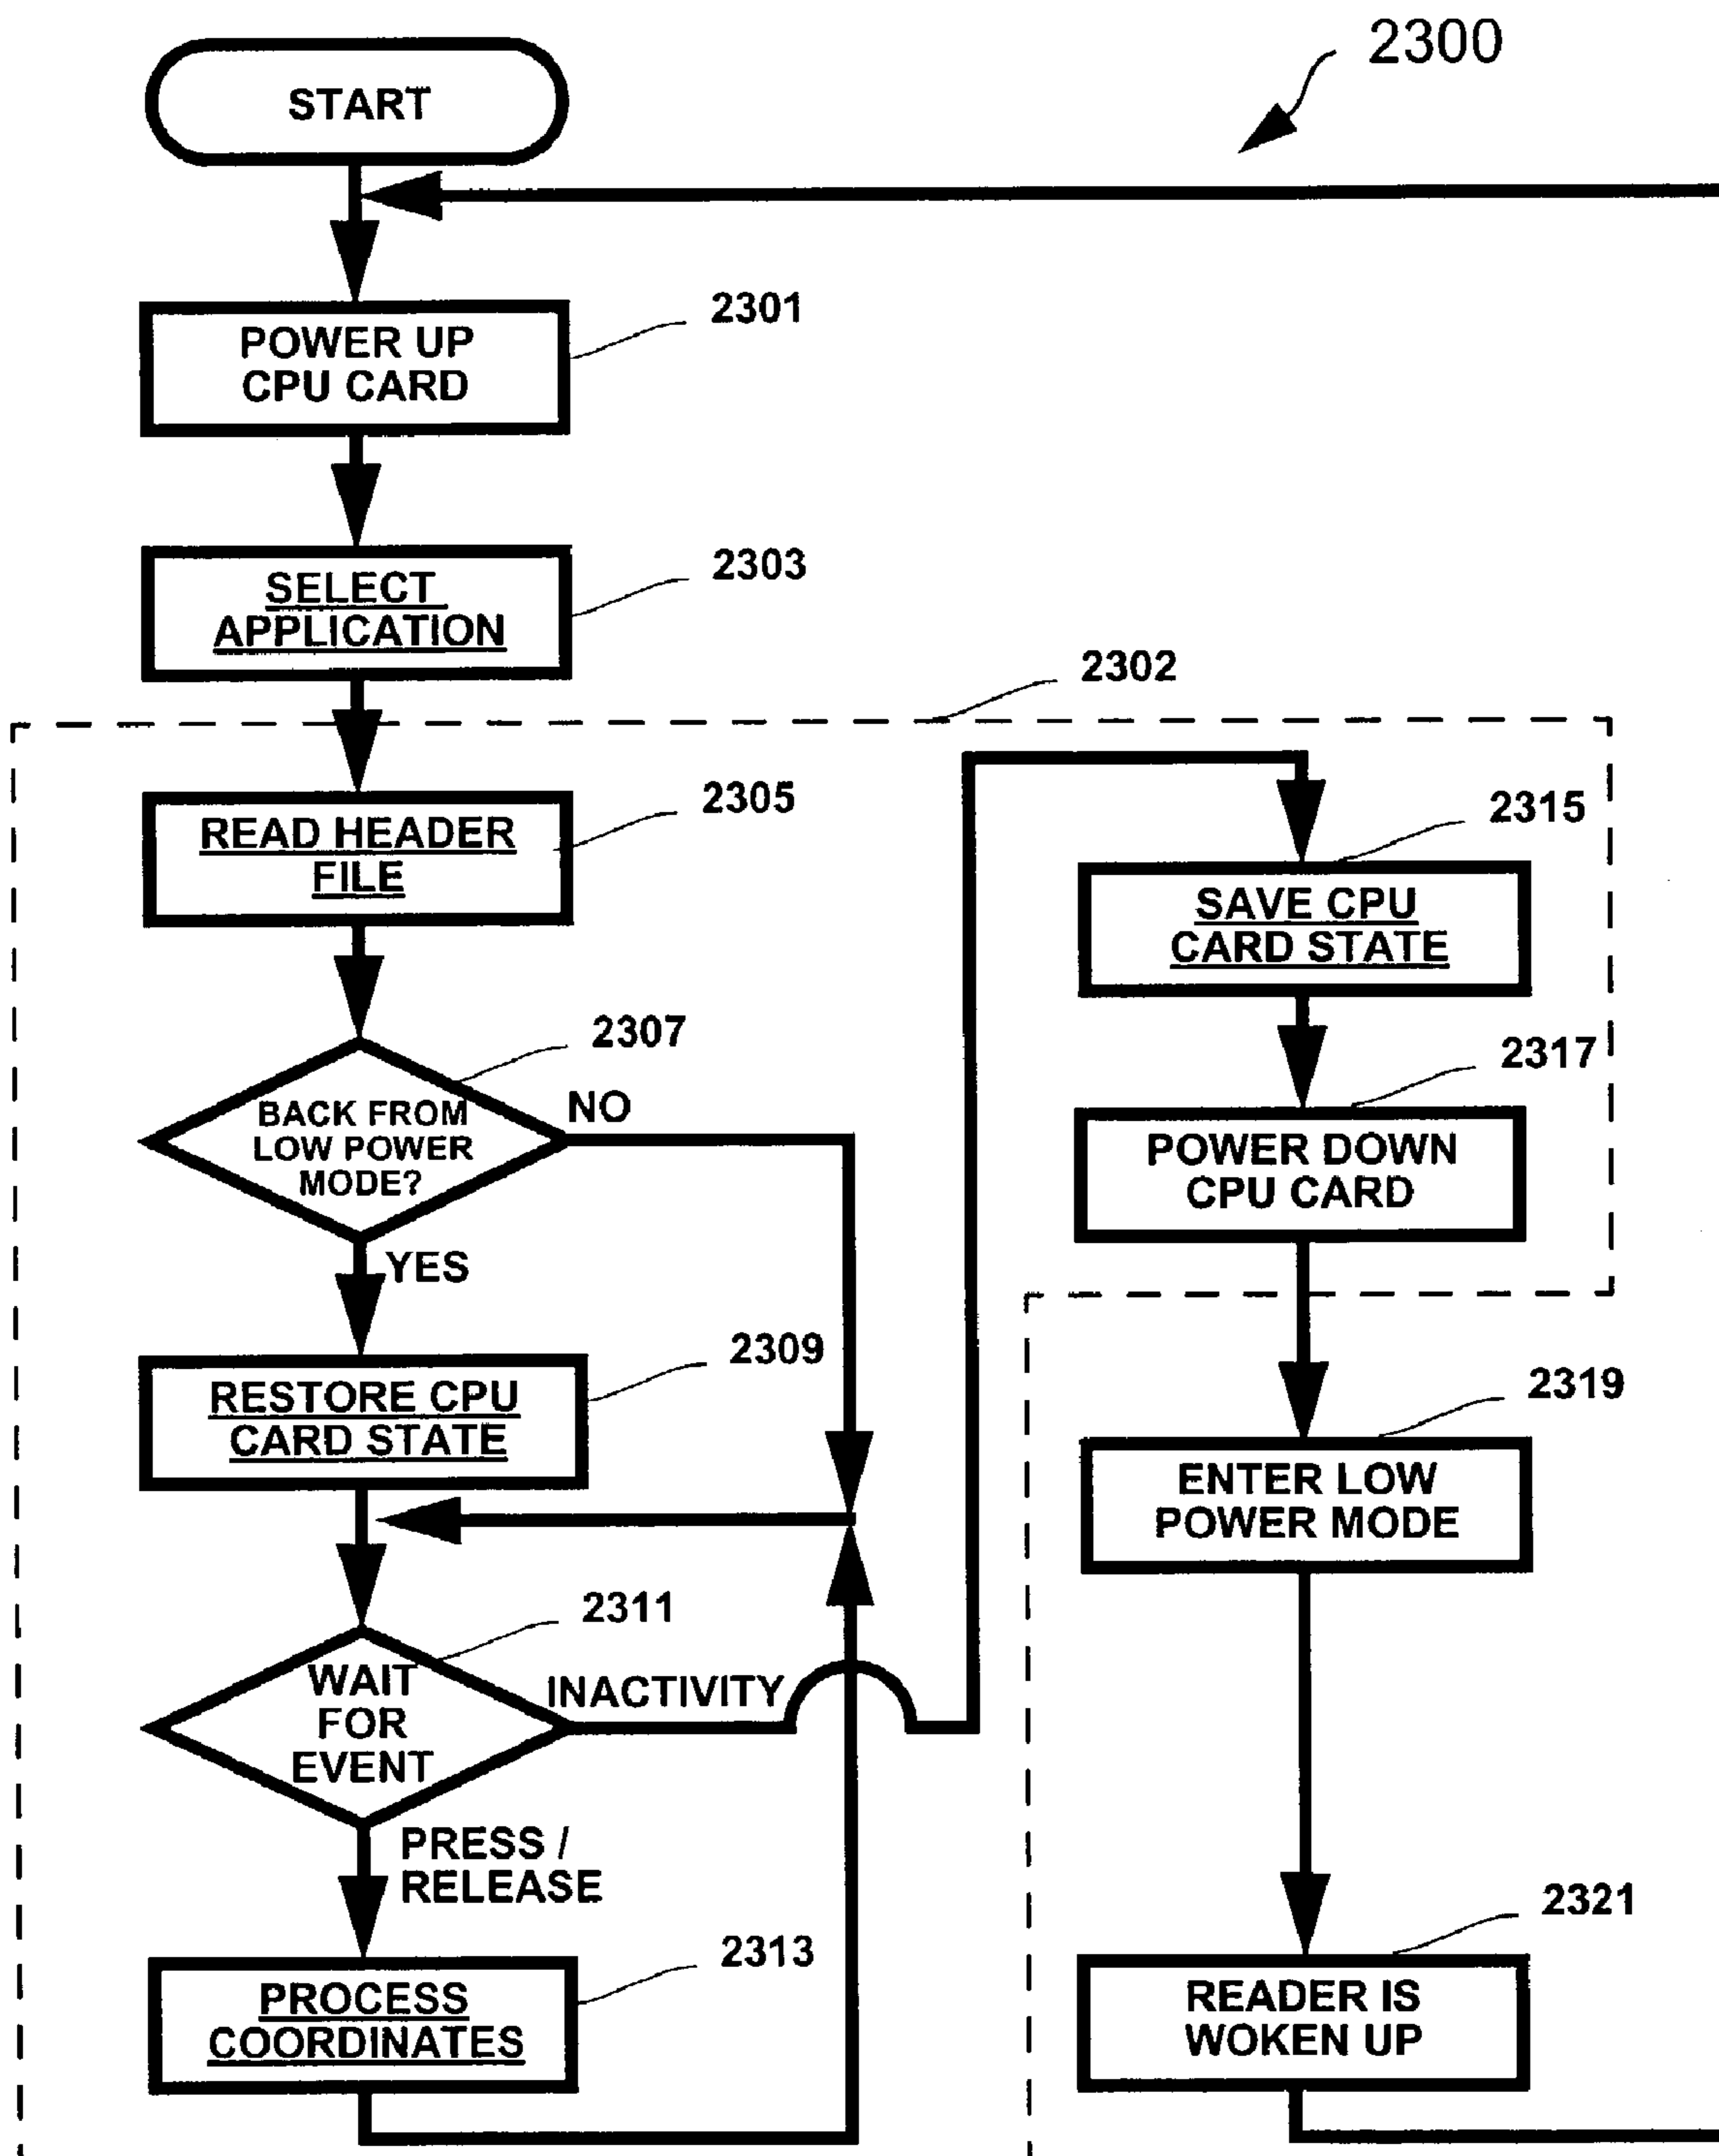 2300
START
2301
POWER UP
CPU CARD
2303
SELECT
APPLICATION
2302
2305
READ HEADER
FILE
2307
BACK FROM
LOW POWER
MODE?
NO
YES
2309
RESTORE CPU
CARD STATE
2311
WAIT
FOR
EVENT
INACTIVITY
PRESS /
RELEASE
2313
PROCESS
COORDINATES
2315
SAVE CPU
CARD STATE
2317
POWER DOWN
CPU CARD
2319
ENTER LOW
POWER MODE
2321
READER IS
WOKEN UP